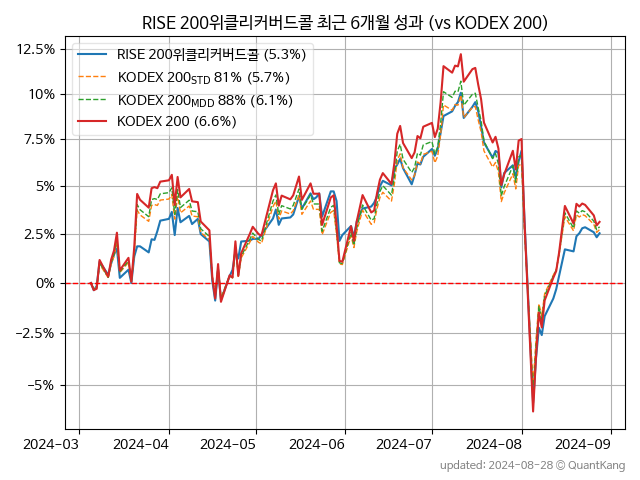 RISE 200위클리커버드콜 최근 6개월 성과 (vs KODEX 200)
RISE 200위클리커버드콜 (5.3%)
KODEX 200STD 81% (5.7%)
KODEX 200MDD 88% (6.1%)
KODEX 200 (6.6%)
12.5%
10%
7.5%
5%
2.5%
0%
−2.5%
−5%
2024-03 2024-04 2024-05 2024-06 2024-07 2024-08 2024-09
updated: 2024-08-28 © QuantKang